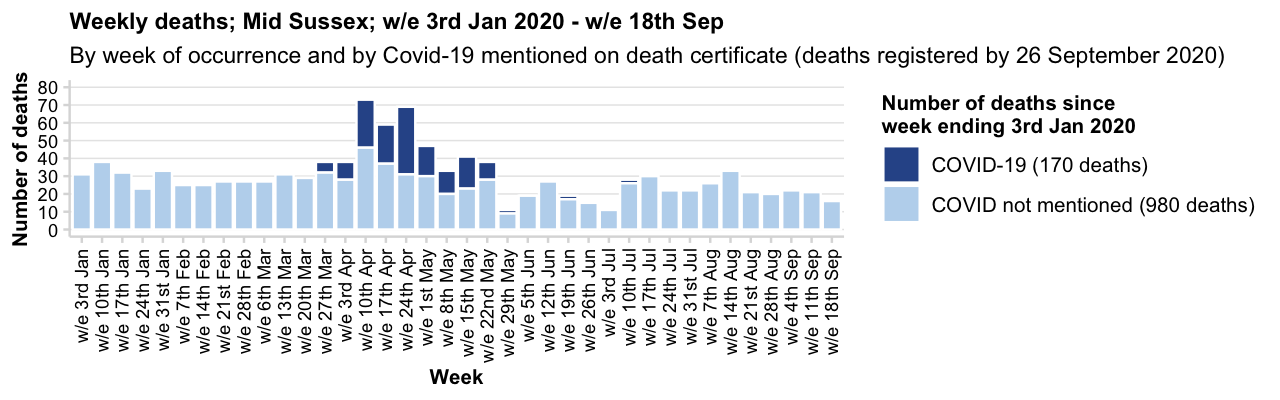 Weekly deaths; Mid Sussex; w/e 3rd Jan 2020 - w/e 18th Sep
By week of occurrence and by Covid-19 mentioned on death certificate (deaths registered by 26 September 2020)
Number of deaths
80
70
60
50
40
30
20
10
0
w/e 3rd Jan
w/e 10th Jan
w/e 17th Jan
w/e 24th Jan
w/e 31st Jan
w/e 7th Feb
w/e 14th Feb
w/e 21st Feb
w/e 28th Feb
w/e 6th Mar
w/e 13th Mar
w/e 20th Mar
w/e 27th Mar
w/e 3rd Apr
w/e 10th Apr
w/e 17th Apr
w/e 24th Apr
w/e 1st May
w/e 8th May
w/e 15th May
w/e 22nd May
w/e 29th May
w/e 5th Jun
w/e 12th Jun
w/e 19th Jun
w/e 26th Jun
w/e 3rd Jul
w/e 10th Jul
w/e 17th Jul
w/e 24th Jul
w/e 31st Jul
w/e 7th Aug
w/e 14th Aug
w/e 21st Aug
w/e 28th Aug
w/e 4th Sep
w/e 11th Sep
w/e 18th Sep
Week
Number of deaths since
week ending 3rd Jan 2020
COVID-19 (170 deaths)
COVID not mentioned (980 deaths)